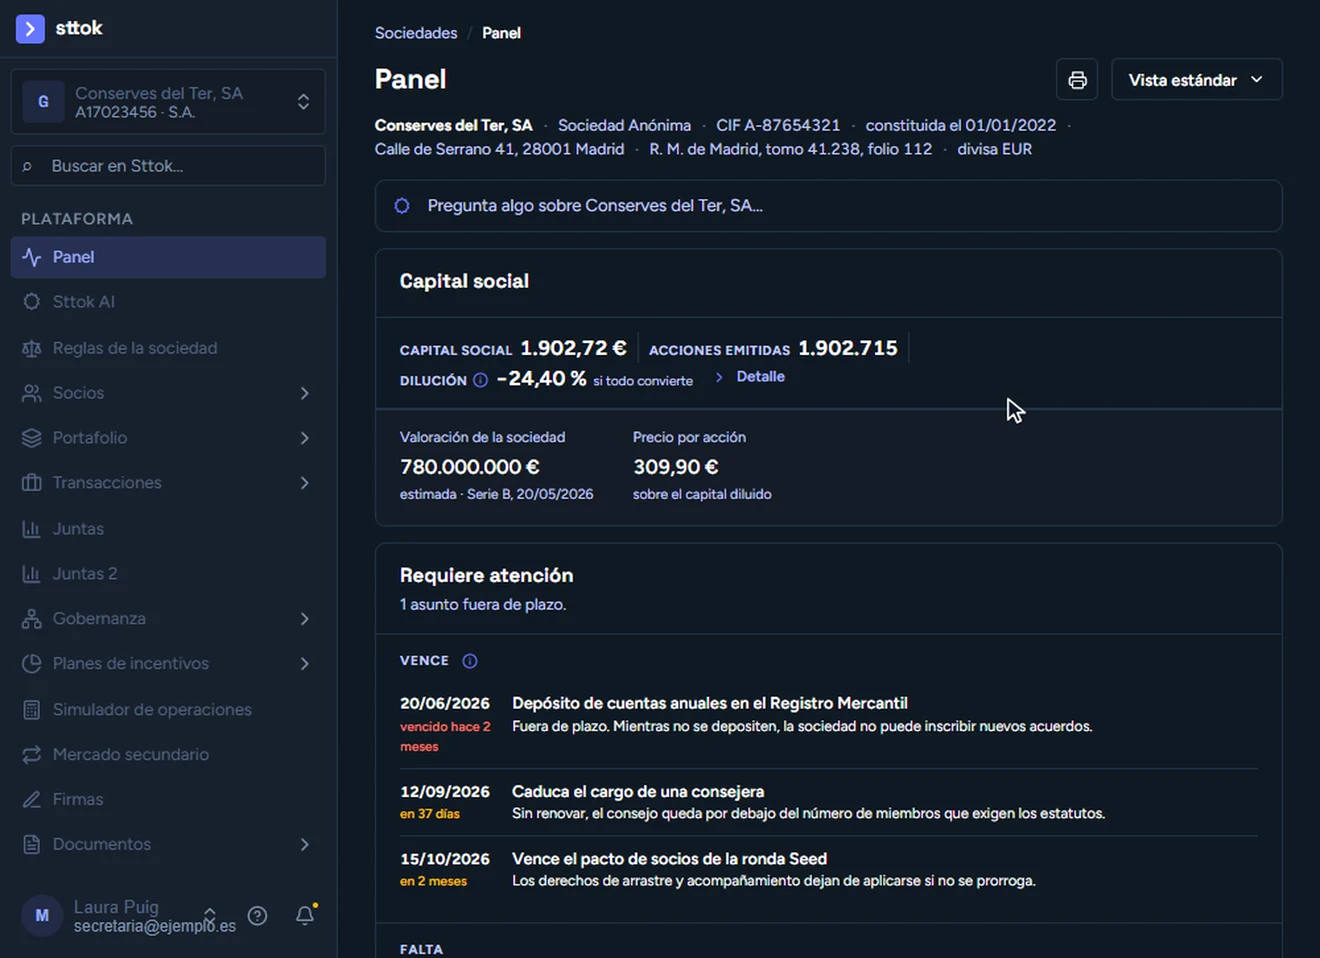 sttok
G
Conserves del Ter, SA
A17023456 · S.A.
Buscar en Sttok...
PLATAFORMA
Panel
Sttok AI
Reglas de la sociedad
Socios
Portafolio
Transacciones
Juntas
Juntas 2
Gobernanza
Planes de incentivos
Simulador de operaciones
Mercado secundario
Firmas
Documentos
M
Laura Puig
secretaria@ejemplo.es
Sociedades / Panel
Panel
Vista estándar
Conserves del Ter, SA · Sociedad Anónima · CIF A-87654321 · constituida el 01/01/2022 ·
Calle de Serrano 41, 28001 Madrid · R. M. de Madrid, tomo 41.238, folio 112 · divisa EUR
Pregunta algo sobre Conserves del Ter, SA...
Capital social
CAPITAL SOCIAL 1.902,72 € ACCIONES EMITIDAS 1.902.715
DILUCIÓN −24,40 % si todo convierte Detalle
Valoración de la sociedad Precio por acción
780.000.000 € 309,90 €
estimada · Serie B, 20/05/2026 sobre el capital diluido
Requiere atención
1 asunto fuera de plazo.
VENCE
20/06/2026 Depósito de cuentas anuales en el Registro Mercantil
vencido hace 2 Fuera de plazo. Mientras no se depositen, la sociedad no puede inscribir nuevos acuerdos.
meses
12/09/2026 Caduca el cargo de una consejera
en 37 días Sin renovar, el consejo queda por debajo del número de miembros que exigen los estatutos.
15/10/2026 Vence el pacto de socios de la ronda Seed
en 2 meses Los derechos de arrastre y acompañamiento dejan de aplicarse si no se prorroga.
FALTA